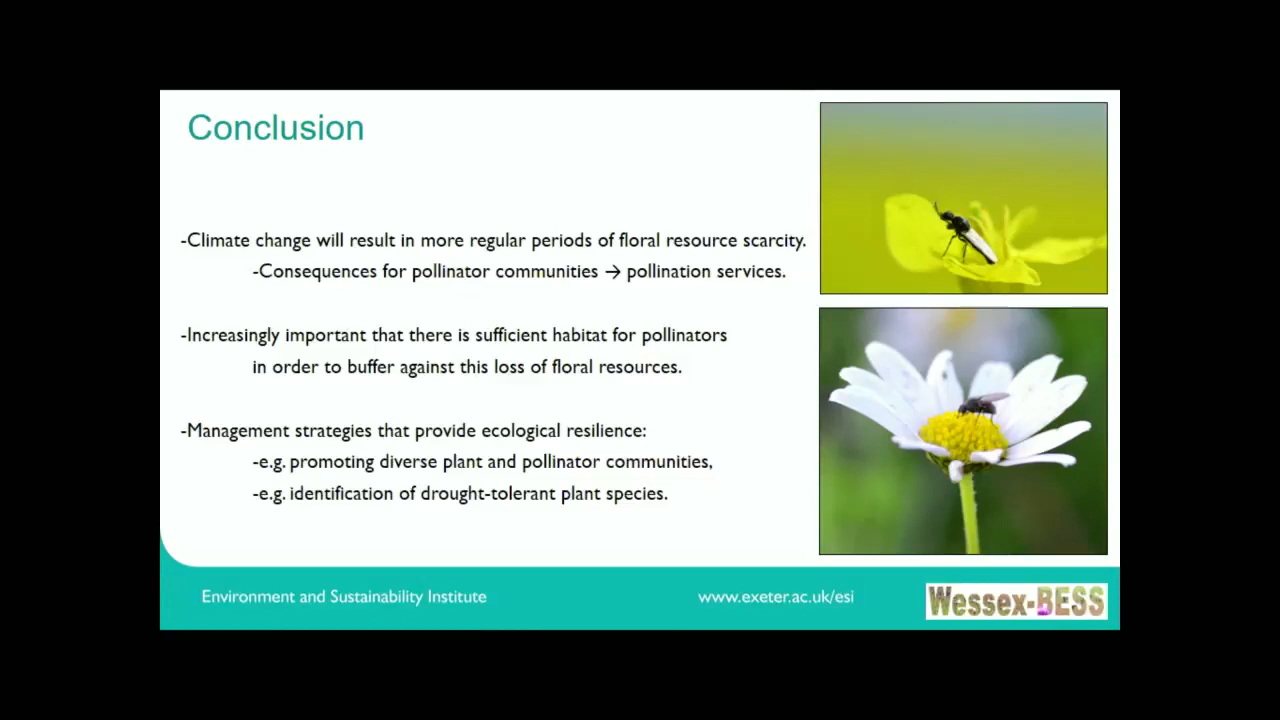 Conclusion
-Climate change will result in more regular periods of floral resource scarcity.
-Consequences for pollinator communities → pollination services.
-Increasingly important that there is sufficient habitat for pollinators
in order to buffer against this loss of floral resources.
-Management strategies that provide ecological resilience:
-e.g. promoting diverse plant and pollinator communities,
-e.g. identification of drought-tolerant plant species.
Environment and Sustainability Institute
www.exeter.ac.uk/esi
Wessex-BESS